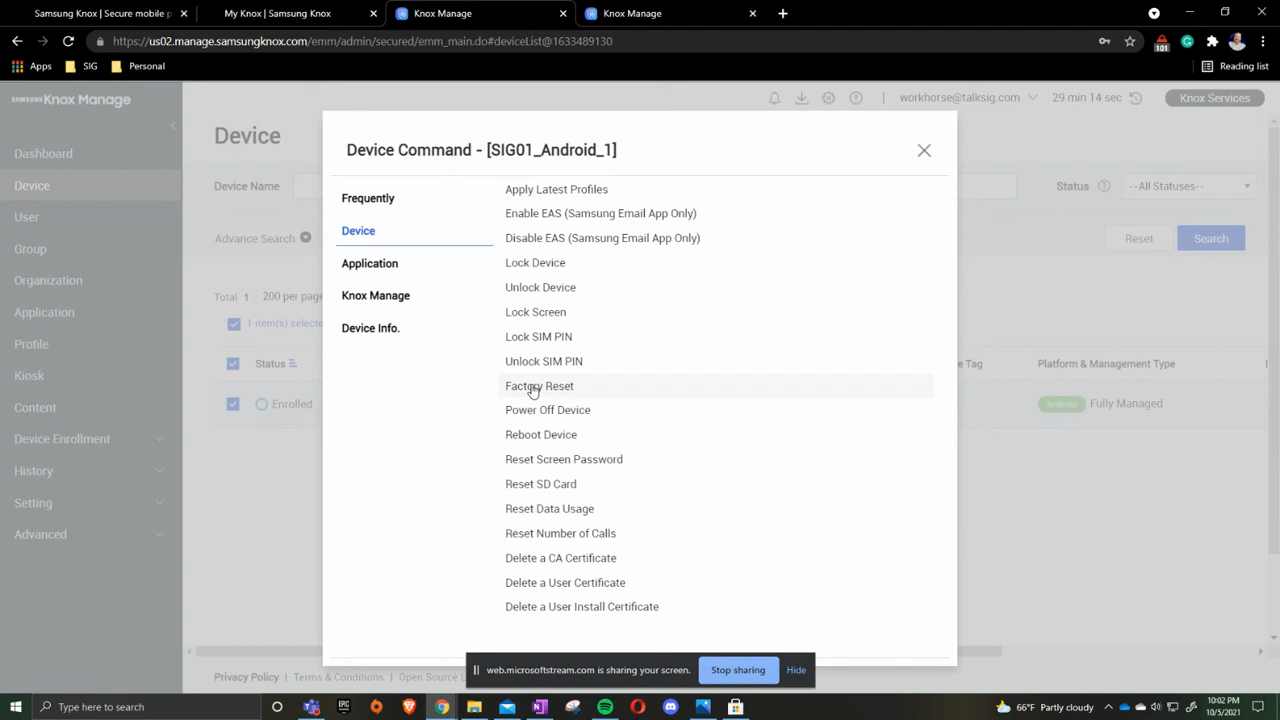 Samsung Knox | Secure mobile p
My Knox | Samsung Knox
Knox Manage
Knox Manage
https://us02.manage.samsungknox.com/emm/admin/secured/emm_main.do#deviceList@1633489130
101
Apps
SIG
Personal
Reading list
SAMSUNG Knox Manage
workhorse@talksig.com
29 min 14 sec
Knox Services
Dashboard
Device
User
Group
Organization
Application
Profile
Kiosk
Content
Device Enrollment
History
Setting
Advanced
Device
Device Name
Status
--All Statuses--
Advance Search
Reset
Search
Total 1
200 per page
1 item(s) selecte
Status
e Tag
Platform & Management Type
Enrolled
Android
Fully Managed
Device Command - [SIG01_Android_1]
Frequently
Device
Application
Knox Manage
Device Info.
Apply Latest Profiles
Enable EAS (Samsung Email App Only)
Disable EAS (Samsung Email App Only)
Lock Device
Unlock Device
Lock Screen
Lock SIM PIN
Unlock SIM PIN
Factory Reset
Power Off Device
Reboot Device
Reset Screen Password
Reset SD Card
Reset Data Usage
Reset Number of Calls
Delete a CA Certificate
Delete a User Certificate
Delete a User Install Certificate
web.microsoftstream.com is sharing your screen.
Stop sharing
Hide
Privacy Policy | Terms & Conditions | Open Source L
Type here to search
66°F Partly cloudy
10:02 PM
10/5/2021